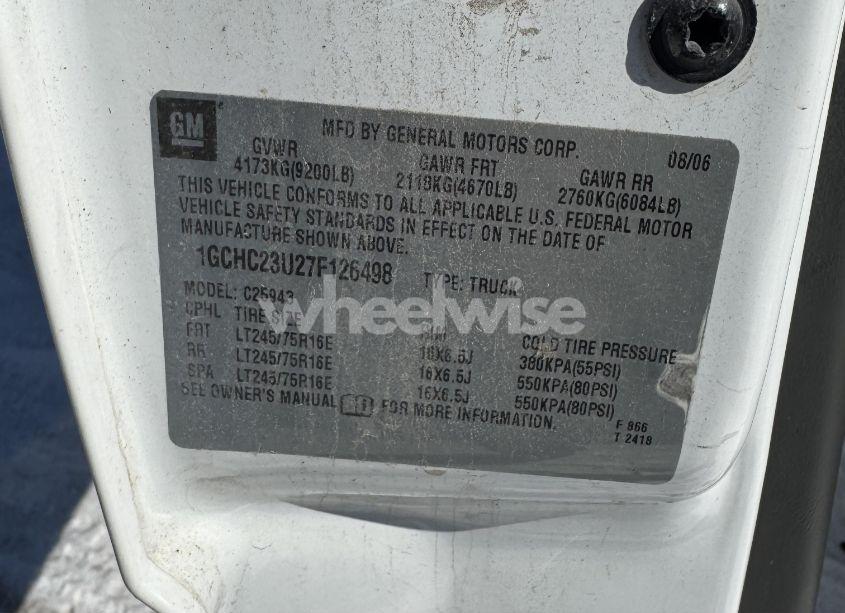 GM
MFD BY GENERAL MOTORS CORP. 08/06
GVWR GAWR FRT GAWR RR
4173KG(9200LB) 2118KG(4670LB) 2760KG(6084LB)
THIS VEHICLE CONFORMS TO ALL APPLICABLE U.S. FEDERAL MOTOR
VEHICLE SAFETY STANDARDS IN EFFECT ON THE DATE OF
MANUFACTURE SHOWN ABOVE.
1GCHC23U27F126498 TYPE: TRUCK
MODEL: C25943
wheelwise
CPHL TIRE SIZE RIM COLD TIRE PRESSURE
FRT LT245/75R16E 16X6.5J 380KPA(55PSI)
RR LT245/75R16E 16X6.5J 550KPA(80PSI)
SPA LT245/75R16E 16X6.5J 550KPA(80PSI)
SEE OWNER'S MANUAL FOR MORE INFORMATION.
F 866
T 2418